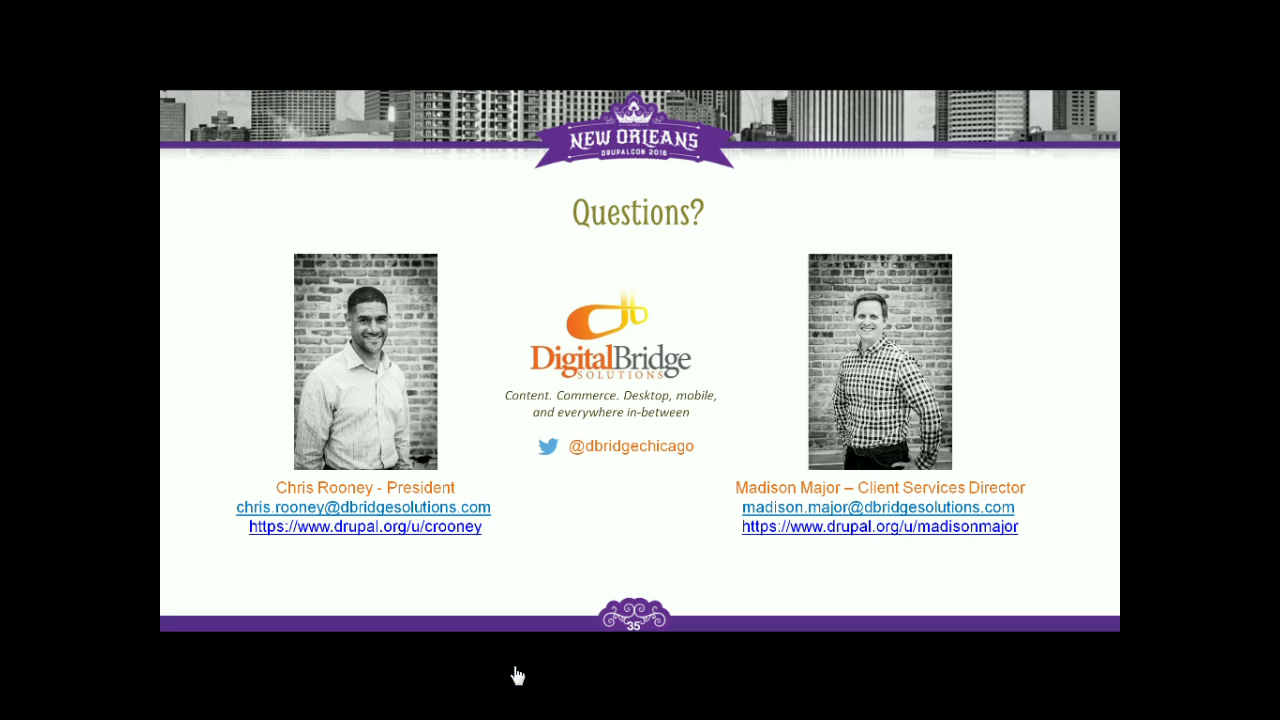 NEW ORLEANS
DRUPALCON 2016
Questions?
DigitalBridge
SOLUTIONS
Content. Commerce. Desktop, mobile,
and everywhere in-between
@dbridgechicago
Chris Rooney - President
chris.rooney@dbridgesolutions.com
https://www.drupal.org/u/crooney
Madison Major – Client Services Director
madison.major@dbridgesolutions.com
https://www.drupal.org/u/madisonmajor
35